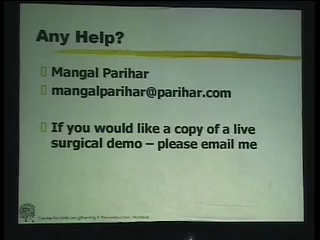 Any Help?
Mangal Parihar
mangalparihar@parihar.com
If you would like a copy of a live
surgical demo – please email me